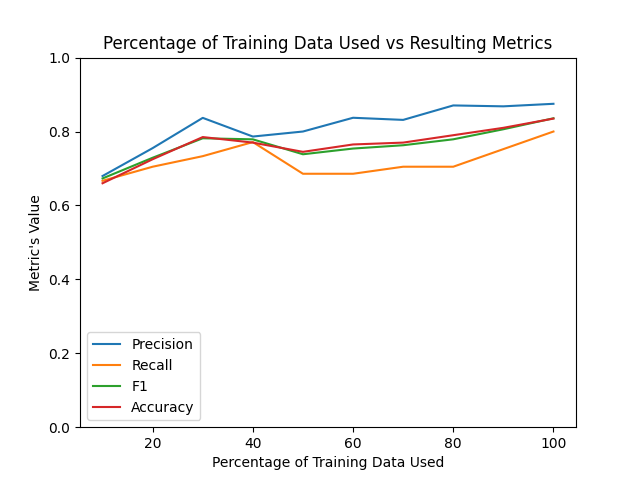 Percentage of Training Data Used vs Resulting Metrics
1.0
0.8
0.6
0.4
0.2
0.0
Metric's Value
Precision
Recall
F1
Accuracy
20 40 60 80 100
Percentage of Training Data Used